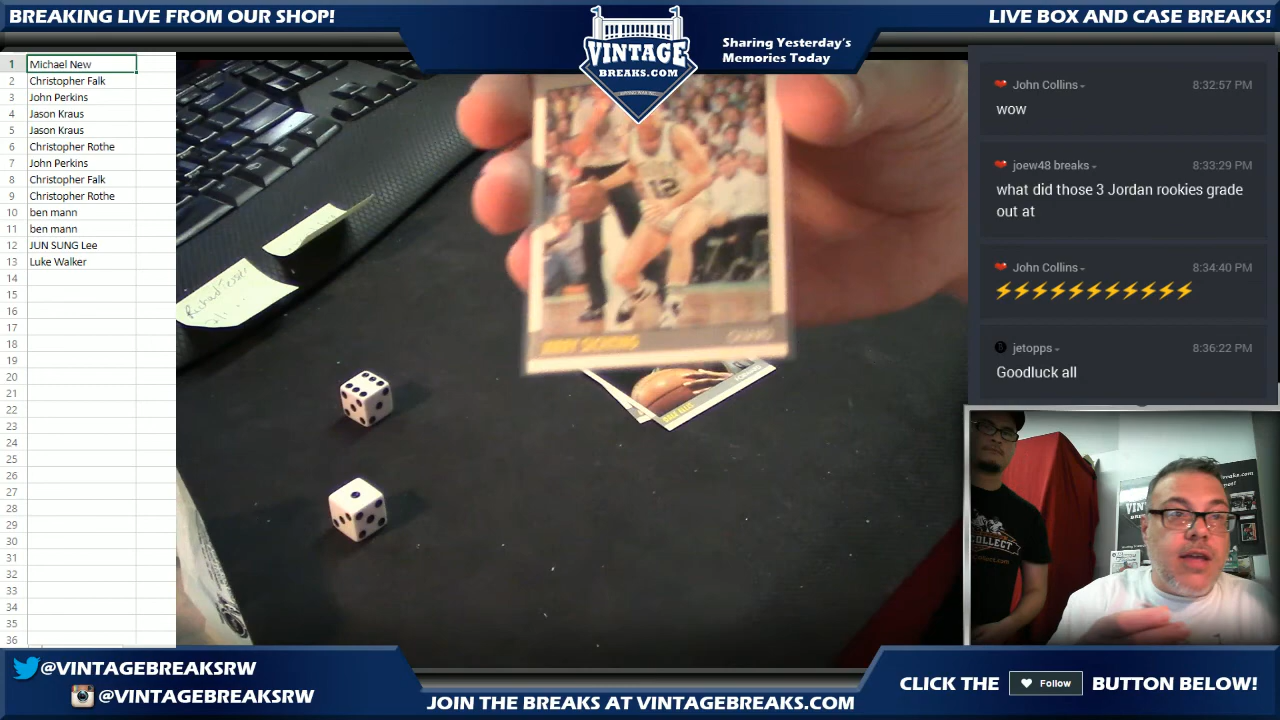 BREAKING LIVE FROM OUR SHOP!
VINTAGE
BREAKS.COM
Sharing Yesterday's
Memories Today
LIVE BOX AND CASE BREAKS!
1 Michael New
2 Christopher Falk
3 John Perkins
4 Jason Kraus
5 Jason Kraus
6 Christopher Rothe
7 John Perkins
8 Christopher Falk
9 Christopher Rothe
10 ben mann
11 ben mann
12 JUN SUNG Lee
13 Luke Walker
14
15
16
17
18
19
20
21
22
23
24
25
26
27
28
29
30
31
32
33
34
35
36
12
JERRY SICHTING GUARD
John Collins 8:32:57 PM
wow
joew48 breaks 8:33:29 PM
what did those 3 Jordan rookies grade
out at
John Collins 8:34:40 PM
⚡⚡⚡⚡⚡⚡⚡⚡⚡⚡⚡
jetopps 8:36:22 PM
Goodluck all
@VINTAGEBREAKSRW
@VINTAGEBREAKSRW
JOIN THE BREAKS AT VINTAGEBREAKS.COM
CLICK THE Follow BUTTON BELOW!